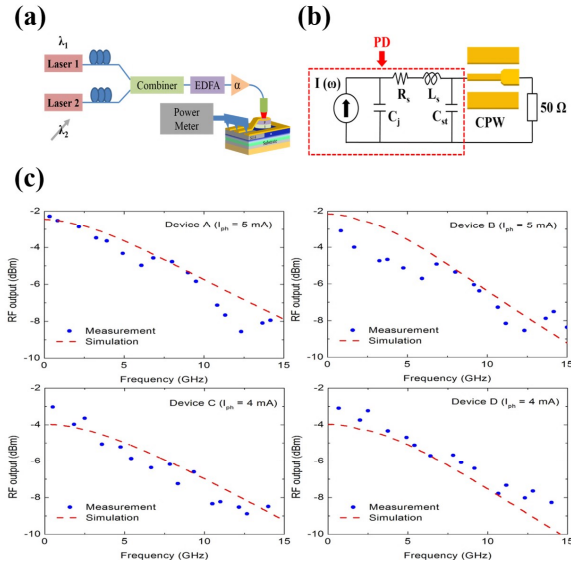 (a)
λ1
Laser 1
Laser 2
λ2
Combiner
EDFA
α
Power
Meter
Substrate
(b)
PD
I (ω)
Rs
Ls
Cj
Cst
CPW
50 Ω
(c)
Device A (Iph = 5 mA)
RF output (dBm)
-2
-4
-6
-8
-10
Measurement
Simulation
0 5 10 15
Frequency (GHz)
Device B (Iph = 5 mA)
RF output (dBm)
-2
-4
-6
-8
-10
Measurement
Simulation
0 5 10 15
Frequency (GHz)
Device C (Iph = 4 mA)
RF output (dBm)
-2
-4
-6
-8
-10
Measurement
Simulation
0 5 10 15
Frequency (GHz)
Device D (Iph = 4 mA)
RF output (dBm)
-2
-4
-6
-8
-10
Measurement
Simulation
0 5 10 15
Frequency (GHz)